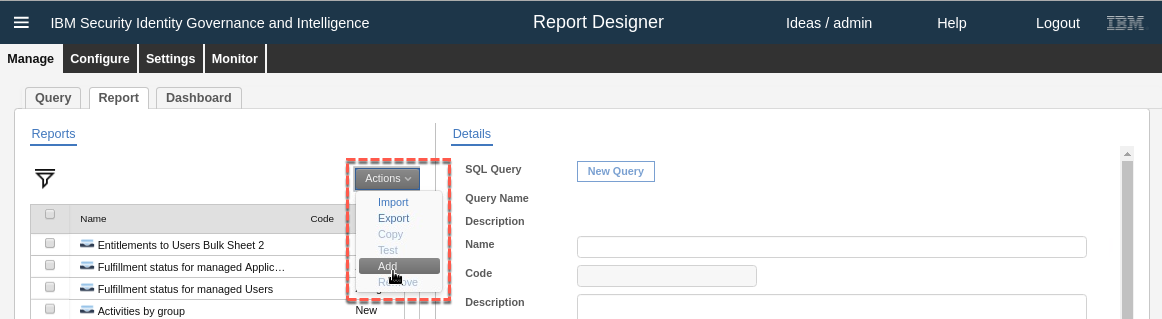 IBM Security Identity Governance and Intelligence Report Designer Ideas / admin Help Logout IBM
Manage Configure Settings Monitor
Query Report Dashboard
Reports Details
SQL Query New Query
Actions
Import
Export
Copy
Test
Add
Query Name
Name Code
Description
Entitlements to Users Bulk Sheet 2
Name
Fulfillment status for managed Applic...
Code
Fulfillment status for managed Users
Description
Activities by group New